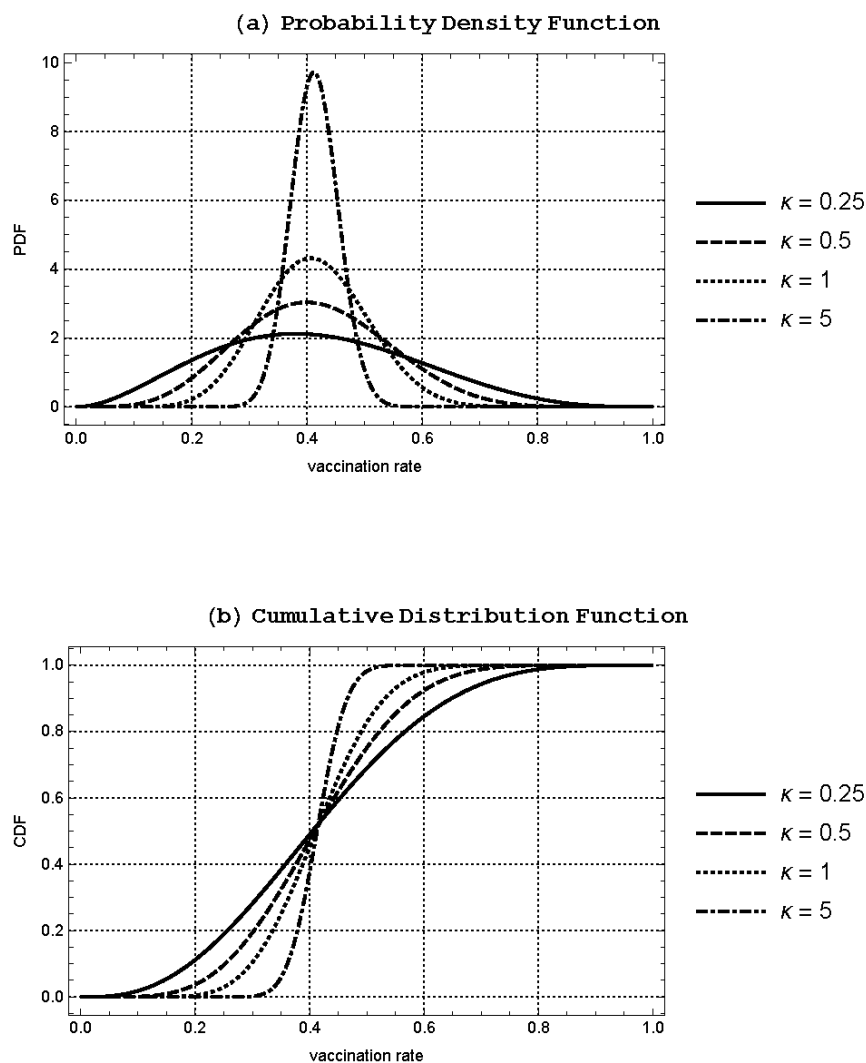 (a) Probability Density Function
10
8
6
4
2
0
PDF
0.0 0.2 0.4 0.6 0.8 1.0
vaccination rate
κ = 0.25
κ = 0.5
κ = 1
κ = 5
(b) Cumulative Distribution Function
1.0
0.8
0.6
0.4
0.2
0.0
CDF
0.0 0.2 0.4 0.6 0.8 1.0
vaccination rate
κ = 0.25
κ = 0.5
κ = 1
κ = 5